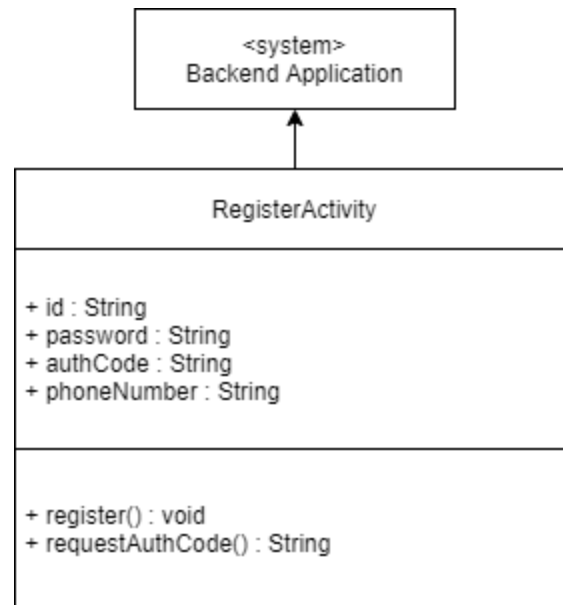 <system>
Backend Application
RegisterActivity
+ id : String
+ password : String
+ authCode : String
+ phoneNumber : String
+ register() : void
+ requestAuthCode() : String